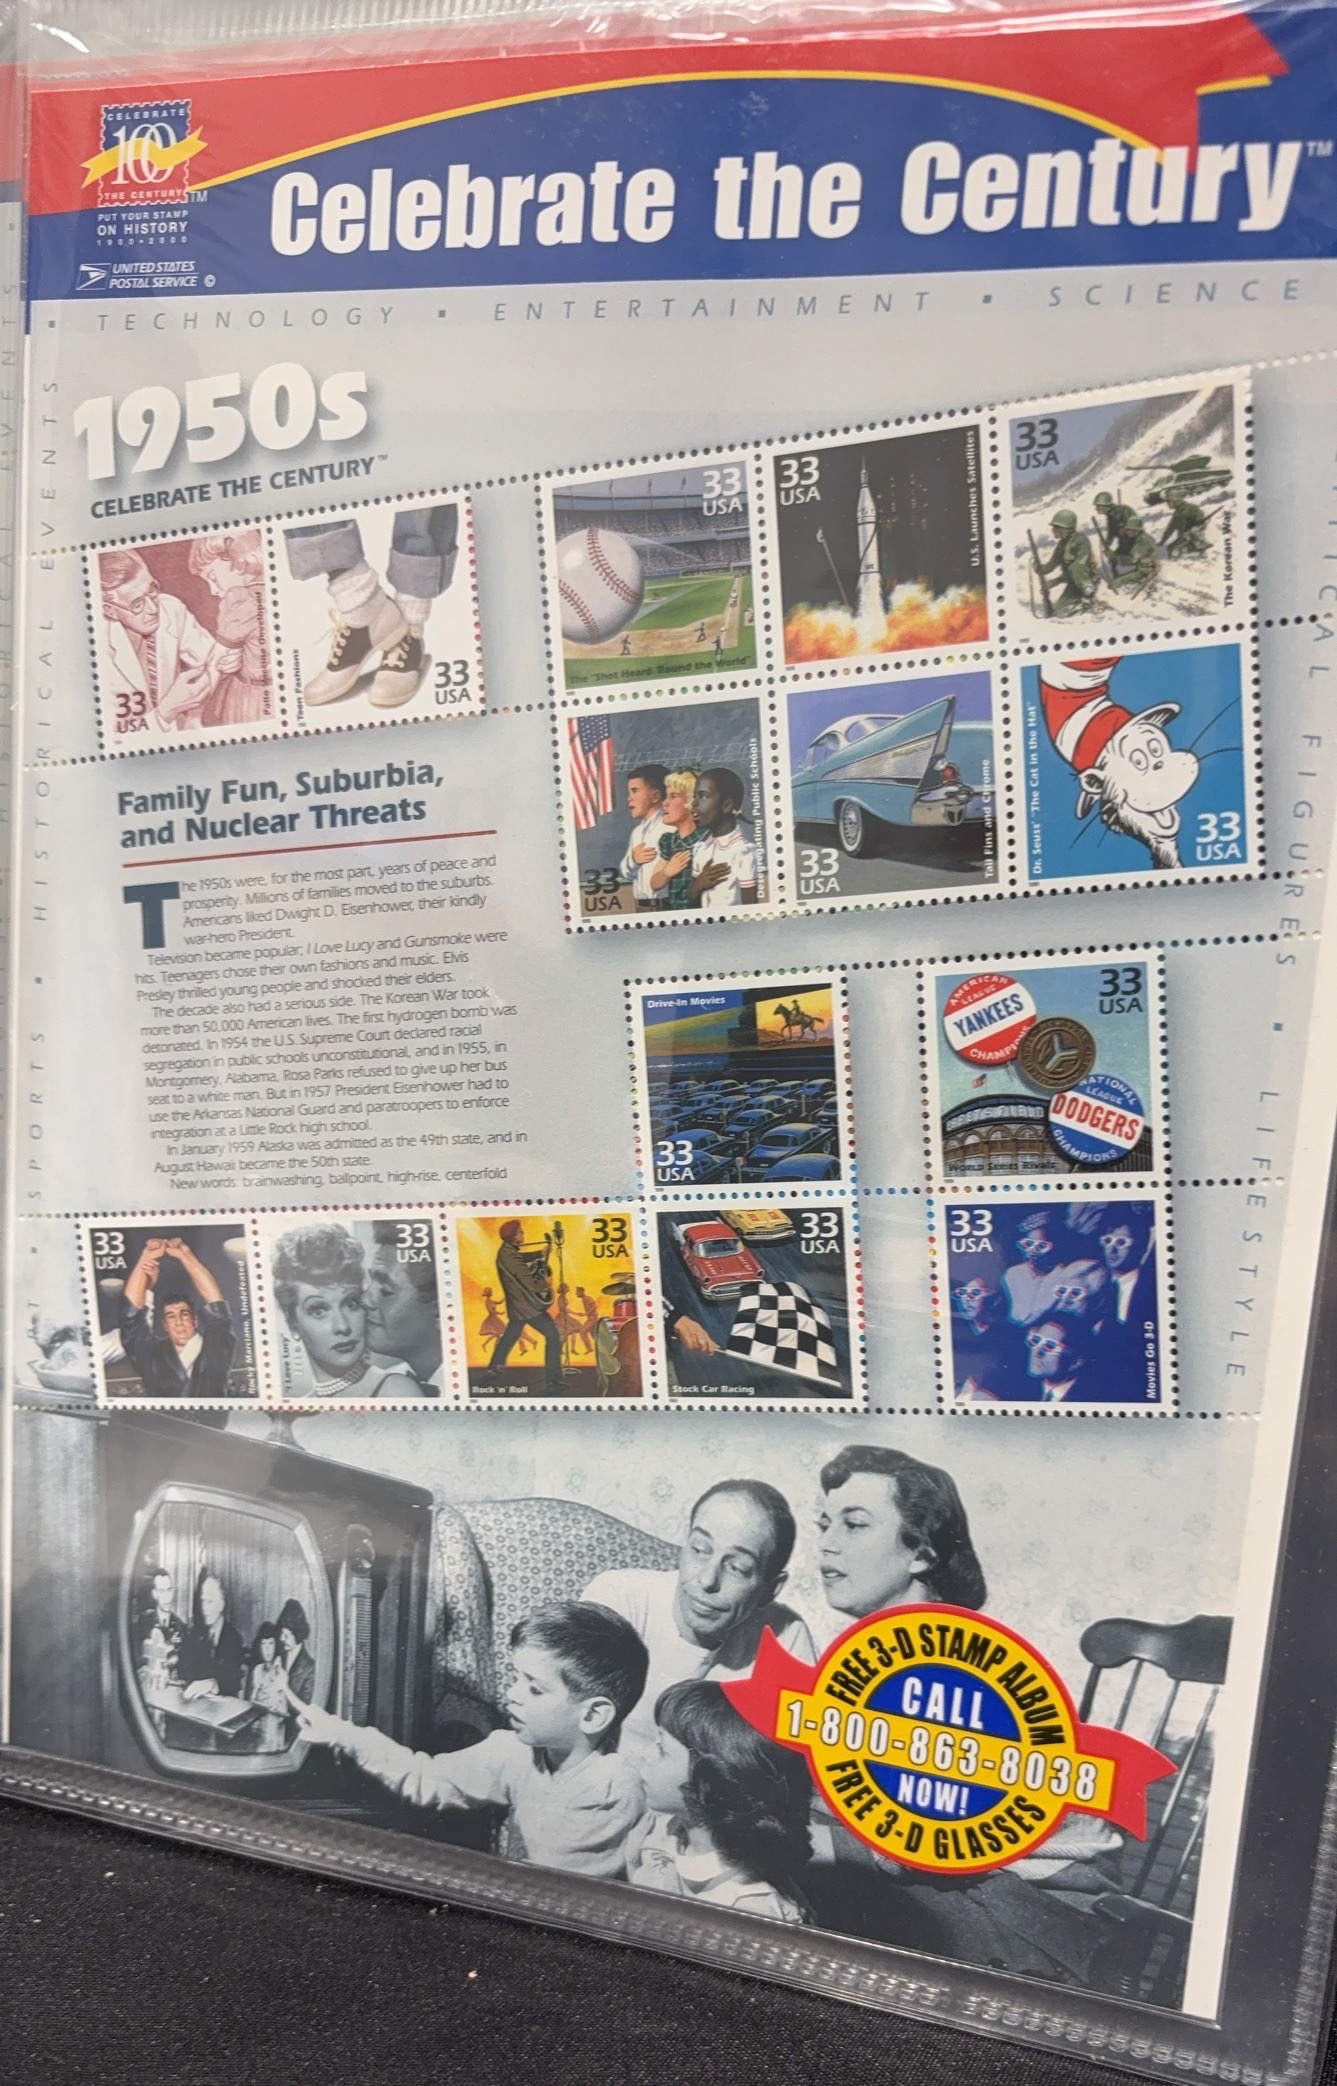 CELEBRATE
100
THE CENTURY TM
PUT YOUR STAMP
ON HISTORY
1900•2000
UNITED STATES
POSTAL SERVICE ©
Celebrate the Century™
▪ TECHNOLOGY ▪ ENTERTAINMENT ▪ SCIENCE
SPORTS ▪ HISTORICAL EVENTS
FIGURES ▪ LIFESTYLE
1950s
CELEBRATE THE CENTURY™
33
USA
Polio Vaccine Developed
Teen Fashions
33
USA
33
USA
The "Shot Heard 'Round the World"
33
USA
U.S. Launches Satellites
33
USA
The Korean War
33
USA
Desegregating Public Schools
33
USA
Tail Fins and Chrome
Dr. Seuss' "The Cat in the Hat"
33
USA
Family Fun, Suburbia,
and Nuclear Threats
The 1950s were, for the most part, years of peace and
prosperity. Millions of families moved to the suburbs.
Americans liked Dwight D. Eisenhower, their kindly
war-hero President.
Television became popular; I Love Lucy and Gunsmoke were
hits. Teenagers chose their own fashions and music. Elvis
Presley thrilled young people and shocked their elders.
The decade also had a serious side. The Korean War took
more than 50,000 American lives. The first hydrogen bomb was
detonated. In 1954 the U.S. Supreme Court declared racial
segregation in public schools unconstitutional, and in 1955, in
Montgomery, Alabama, Rosa Parks refused to give up her bus
seat to a white man. But in 1957 President Eisenhower had to
use the Arkansas National Guard and paratroopers to enforce
integration at a Little Rock high school.
In January 1959 Alaska was admitted as the 49th state, and in
August Hawaii became the 50th state.
New words: brainwashing, ballpoint, high-rise, centerfold
Drive-In Movies
33
USA
33
USA
AMERICAN
LEAGUE
YANKEES
CHAMPIONS
NATIONAL
LEAGUE
DODGERS
CHAMPIONS
World Series Rivals
33
USA
Rocky Marciano, Undefeated
33
USA
"I Love Lucy"
33
USA
Rock 'n' Roll
33
USA
Stock Car Racing
33
USA
Movies Go 3-D
FREE 3-D STAMP ALBUM
CALL
1-800-863-8038
NOW!
FREE 3-D GLASSES